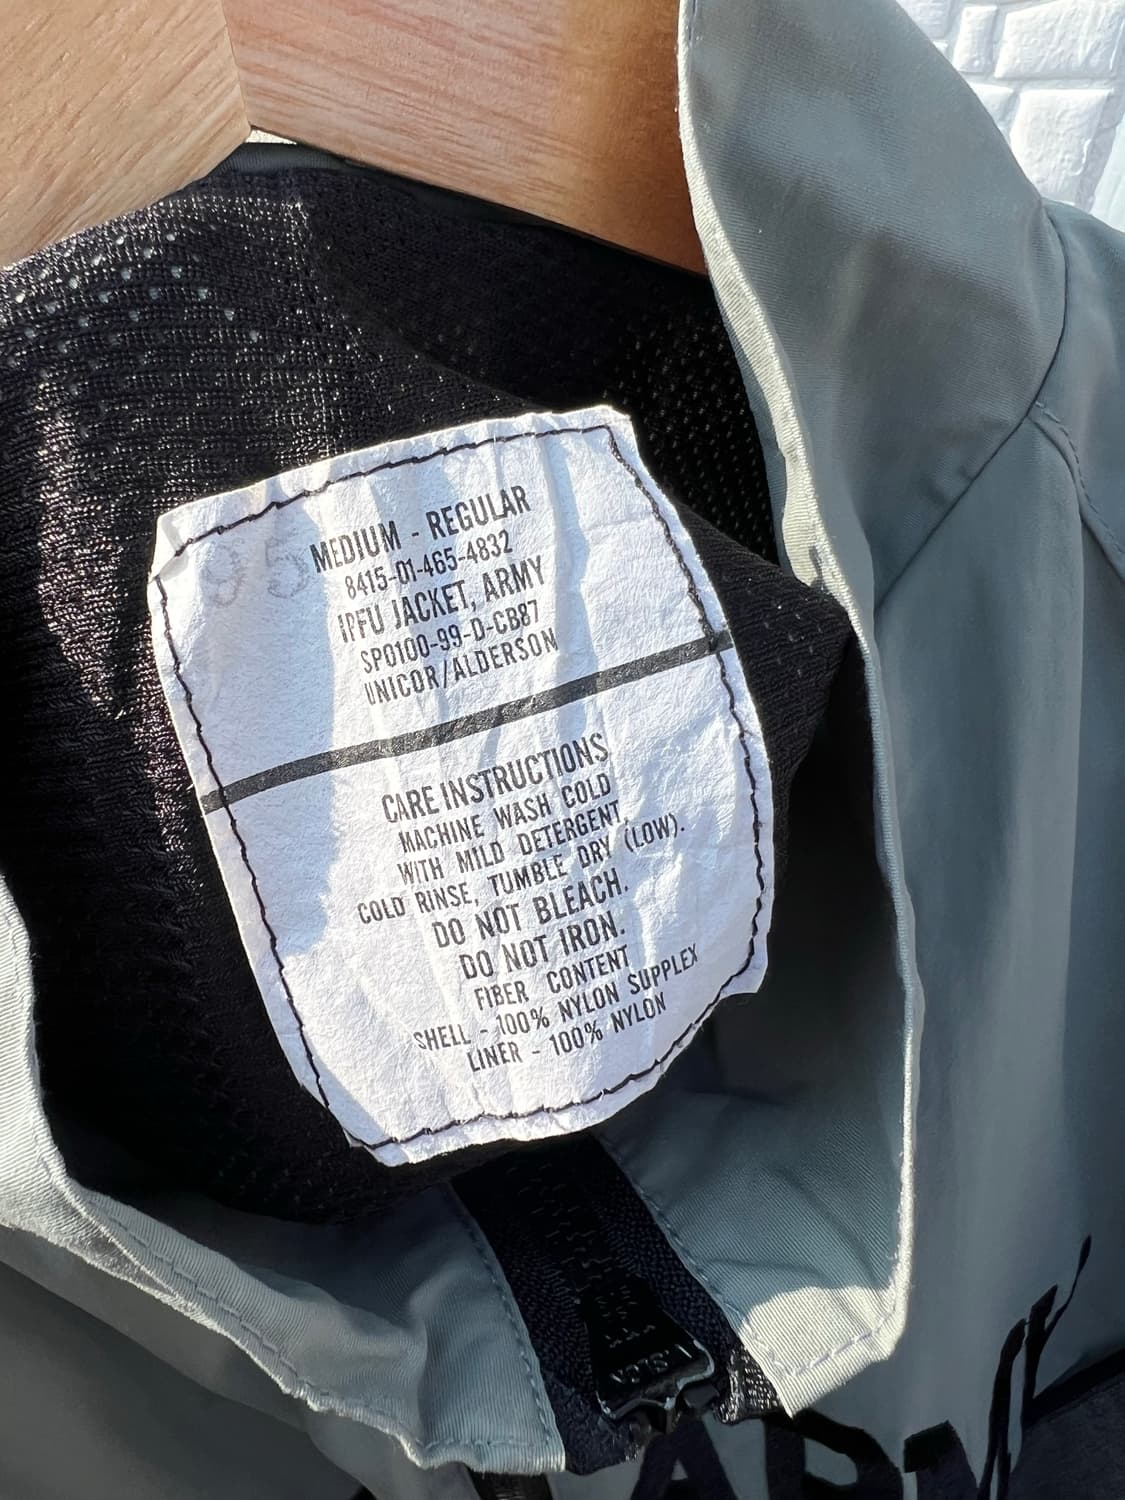 95
MEDIUM - REGULAR
8415-01-465-4832
IPFU JACKET, ARMY
SP0100-99-D-CB87
UNICOR/ALDERSON
CARE INSTRUCTIONS
MACHINE WASH COLD
WITH MILD DETERGENT,
COLD RINSE, TUMBLE DRY (LOW).
DO NOT BLEACH.
DO NOT IRON.
FIBER CONTENT
SHELL - 100% NYLON SUPPLEX
LINER - 100% NYLON